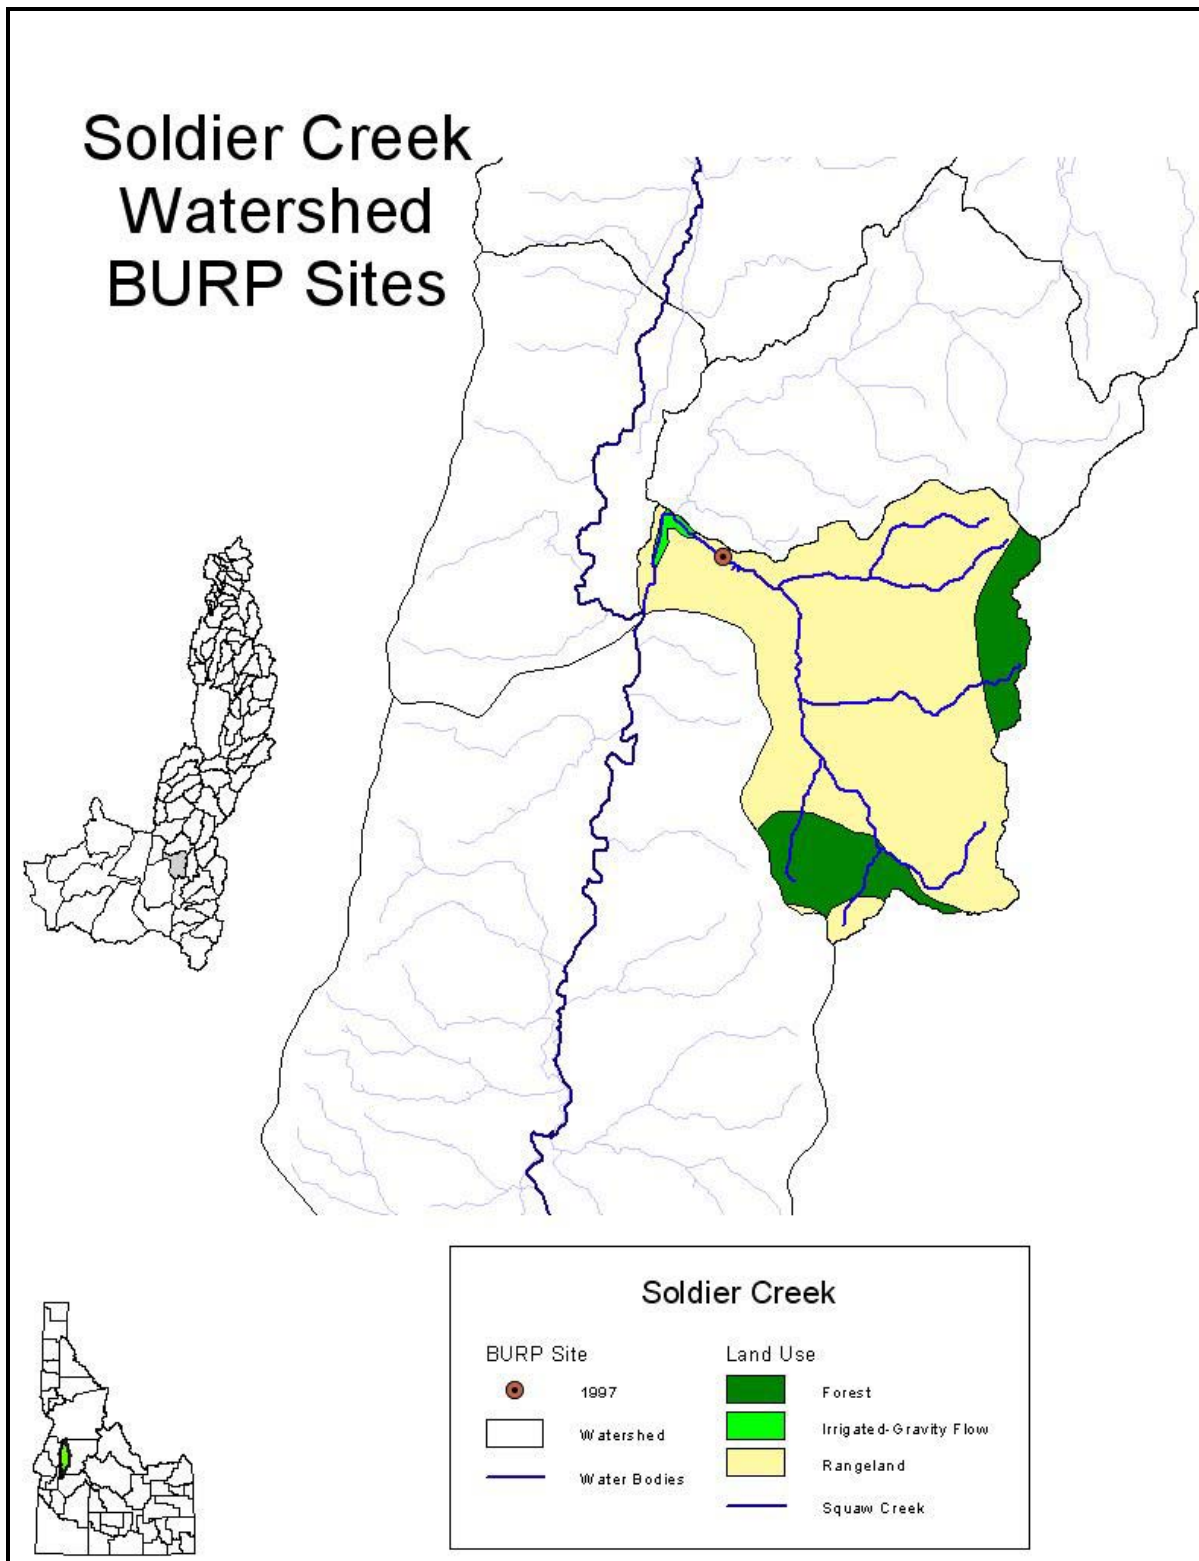 Soldier Creek
Watershed
BURP Sites
Soldier Creek
BURP Site
1997
Watershed
Water Bodies
Land Use
Forest
Irrigated-Gravity Flow
Rangeland
Squaw Creek